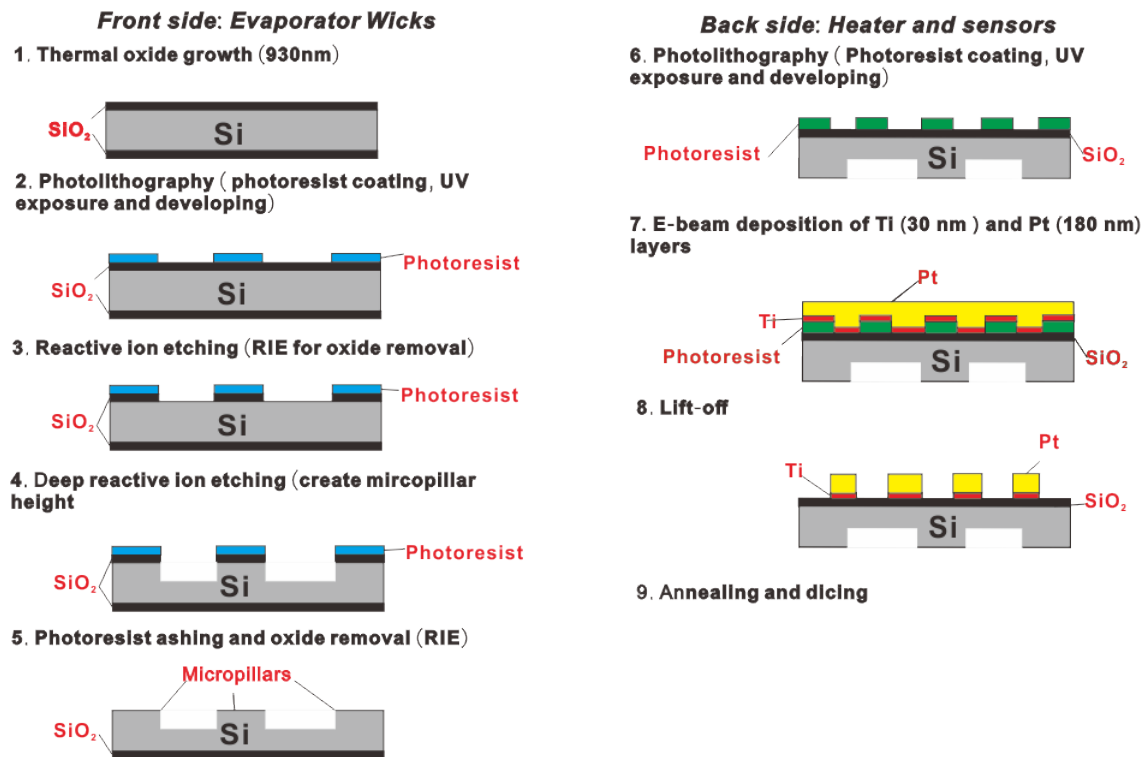 Front side: Evaporator Wicks
1. Thermal oxide growth (930nm)
SIO2
Si
2. Photolithography ( photoresist coating, UV
exposure and developing)
Photoresist
SiO2
Si
3. Reactive ion etching (RIE for oxide removal)
Photoresist
SiO2
Si
4. Deep reactive ion etching (create mircopillar
height
Photoresist
SiO2
Si
5. Photoresist ashing and oxide removal (RIE)
Micropillars
SiO2
Si
Back side: Heater and sensors
6. Photolithography ( Photoresist coating, UV
exposure and developing)
Photoresist
Si
SiO2
7. E-beam deposition of Ti (30 nm ) and Pt (180 nm)
layers
Pt
Ti
Photoresist
Si
SiO2
8. Lift-off
Pt
Ti
SiO2
Si
9. Annealing and dicing